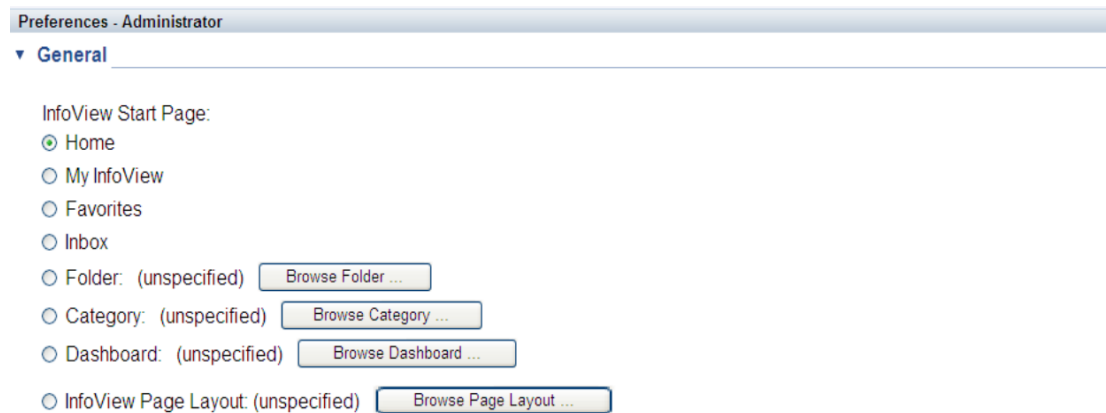 Preferences - Administrator
General
InfoView Start Page:
Home
My InfoView
Favorites
Inbox
Folder: (unspecified) Browse Folder ...
Category: (unspecified) Browse Category ...
Dashboard: (unspecified) Browse Dashboard ...
InfoView Page Layout: (unspecified) Browse Page Layout ...